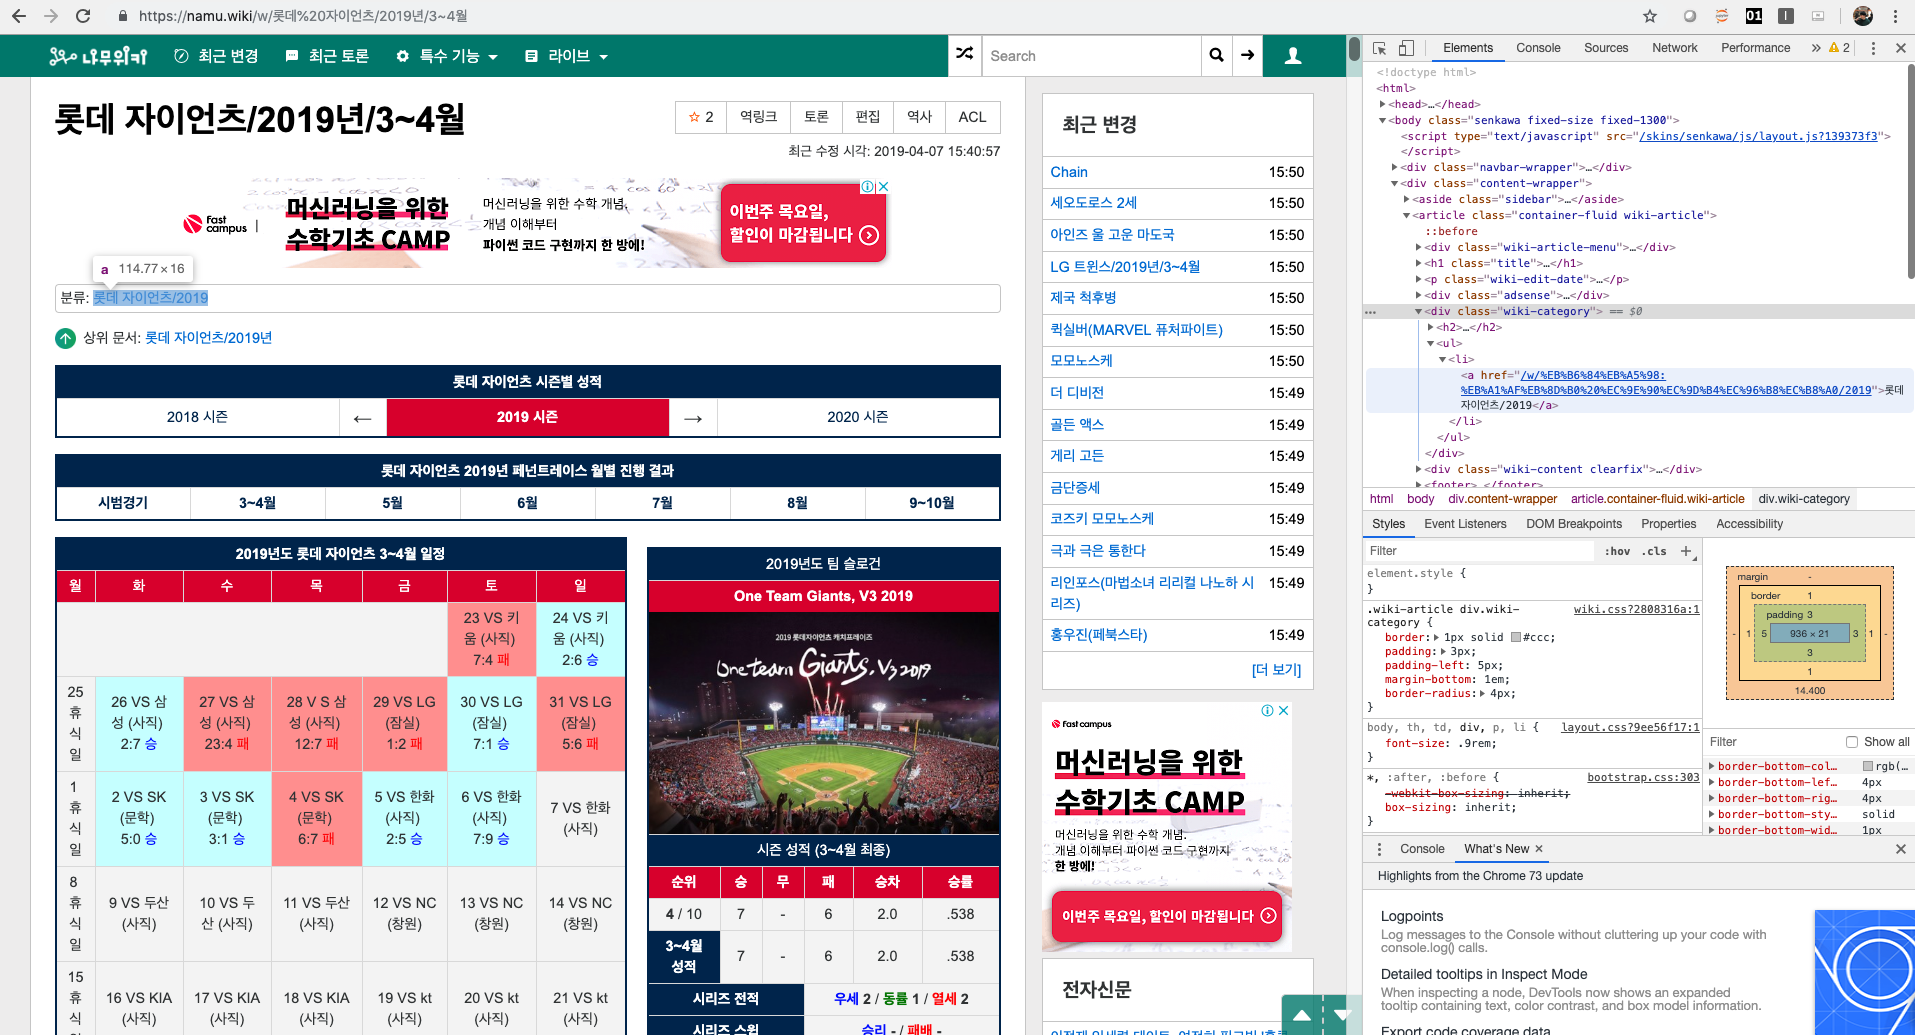 https://namu.wiki/w/롯데%20자이언츠/2019년/3~4월
나무위키 최근 변경 최근 토론 특수 기능 라이브 Search
롯데 자이언츠/2019년/3~4월
☆ 2 역링크 토론 편집 역사 ACL
최근 수정 시각: 2019-04-07 15:40:57
fast campus
머신러닝을 위한
수학기초 CAMP
머신러닝을 위한 수학 개념,
개념 이해부터
파이썬 코드 구현까지 한 방에!
이번주 목요일,
할인이 마감됩니다
a 114.77 × 16
분류: 롯데 자이언츠/2019
상위 문서: 롯데 자이언츠/2019년
롯데 자이언츠 시즌별 성적
2018 시즌 ← 2019 시즌 → 2020 시즌
롯데 자이언츠 2019년 페넌트레이스 월별 진행 결과
시범경기 3~4월 5월 6월 7월 8월 9~10월
2019년도 롯데 자이언츠 3~4월 일정
월 화 수 목 금 토 일
23 VS 키움 (사직) 7:4 패 24 VS 키움 (사직) 2:6 승
25 휴식일 26 VS 삼성 (사직) 2:7 승 27 VS 삼성 (사직) 23:4 패 28 V S 삼성 (사직) 12:7 패 29 VS LG (잠실) 1:2 패 30 VS LG (잠실) 7:1 승 31 VS LG (잠실) 5:6 패
1 휴식일 2 VS SK (문학) 5:0 승 3 VS SK (문학) 3:1 승 4 VS SK (문학) 6:7 패 5 VS 한화 (사직) 2:5 승 6 VS 한화 (사직) 7:9 승 7 VS 한화 (사직)
8 휴식일 9 VS 두산 (사직) 10 VS 두산 (사직) 11 VS 두산 (사직) 12 VS NC (창원) 13 VS NC (창원) 14 VS NC (창원)
15 휴식 16 VS KIA (사직) 17 VS KIA (사직) 18 VS KIA (사직) 19 VS kt (사직) 20 VS kt (사직) 21 VS kt (사직)
2019년도 팀 슬로건
One Team Giants, V3 2019
2019 롯데자이언츠 캐치프레이즈
One team Giants. V3 2019
시즌 성적 (3~4월 최종)
순위 승 무 패 승차 승률
4 / 10 7 - 6 2.0 .538
3~4월 성적 7 - 6 2.0 .538
시리즈 전적 우세 2 / 동률 1 / 열세 2
시리즈 스윕 승리 - / 패배 -
최근 변경
Chain 15:50
세오도로스 2세 15:50
아인즈 울 고운 마도국 15:50
LG 트윈스/2019년/3~4월 15:50
제국 척후병 15:50
퀵실버(MARVEL 퓨처파이트) 15:50
모모노스케 15:50
더 디비전 15:49
골든 액스 15:49
게리 고든 15:49
금단증세 15:49
코즈키 모모노스케 15:49
극과 극은 통한다 15:49
리인포스(마법소녀 리리컬 나노하 시리즈) 15:49
홍우진(페북스타) 15:49
[더 보기]
fast campus
머신러닝을 위한
수학기초 CAMP
머신러닝을 위한 수학 개념.
개념 이해부터 파이썬 코드 구현까지
한 방에!
이번주 목요일, 할인이 마감됩니다
전자신문
Elements Console Sources Network Performance » 2
<!doctype html>
<html>
<head>…</head>
<body class="senkawa fixed-size fixed-1300">
<script type="text/javascript" src="/skins/senkawa/js/layout.js?139373f3">
</script>
<div class="navbar-wrapper">…</div>
<div class="content-wrapper">
<aside class="sidebar">…</aside>
<article class="container-fluid wiki-article">
::before
<div class="wiki-article-menu">…</div>
<h1 class="title">…</h1>
<p class="wiki-edit-date">…</p>
<div class="adsense">…</div>
<div class="wiki-category"> == $0
<h2>…</h2>
<ul>
<li>
<a href="/w/%EB%B6%84%EB%A5%98:
%EB%A1%AF%EB%8D%B0%20%EC%9E%90%EC%9D%B4%EC%96%B8%EC%B8%A0/2019">롯데
자이언츠/2019</a>
</li>
</ul>
</div>
<div class="wiki-content clearfix">…</div>
<footer>…</footer>
html body div.content-wrapper article.container-fluid.wiki-article div.wiki-category
Styles Event Listeners DOM Breakpoints Properties Accessibility
Filter :hov .cls +
element.style {
}
.wiki-article div.wiki-category { wiki.css?2808316a:1
border: 1px solid #ccc;
padding: 3px;
padding-left: 5px;
margin-bottom: 1em;
border-radius: 4px;
}
body, th, td, div, p, li { layout.css?9ee56f17:1
font-size: .9rem;
}
*, :after, :before { bootstrap.css:303
-webkit-box-sizing: inherit;
box-sizing: inherit;
}
margin -
border 1
padding 3
- 1 5 936 × 21 3 1 -
3
1
14.400
Filter Show all
border-bottom-col… rgb(…
border-bottom-lef… 4px
border-bottom-rig… 4px
border-bottom-sty… solid
border-bottom-wid… 1px
Console What's New ×
Highlights from the Chrome 73 update
Logpoints
Log messages to the Console without cluttering up your code with
console.log() calls.
Detailed tooltips in Inspect Mode
When inspecting a node, DevTools now shows an expanded
tooltip containing text, color contrast, and box model information.
Export code coverage data